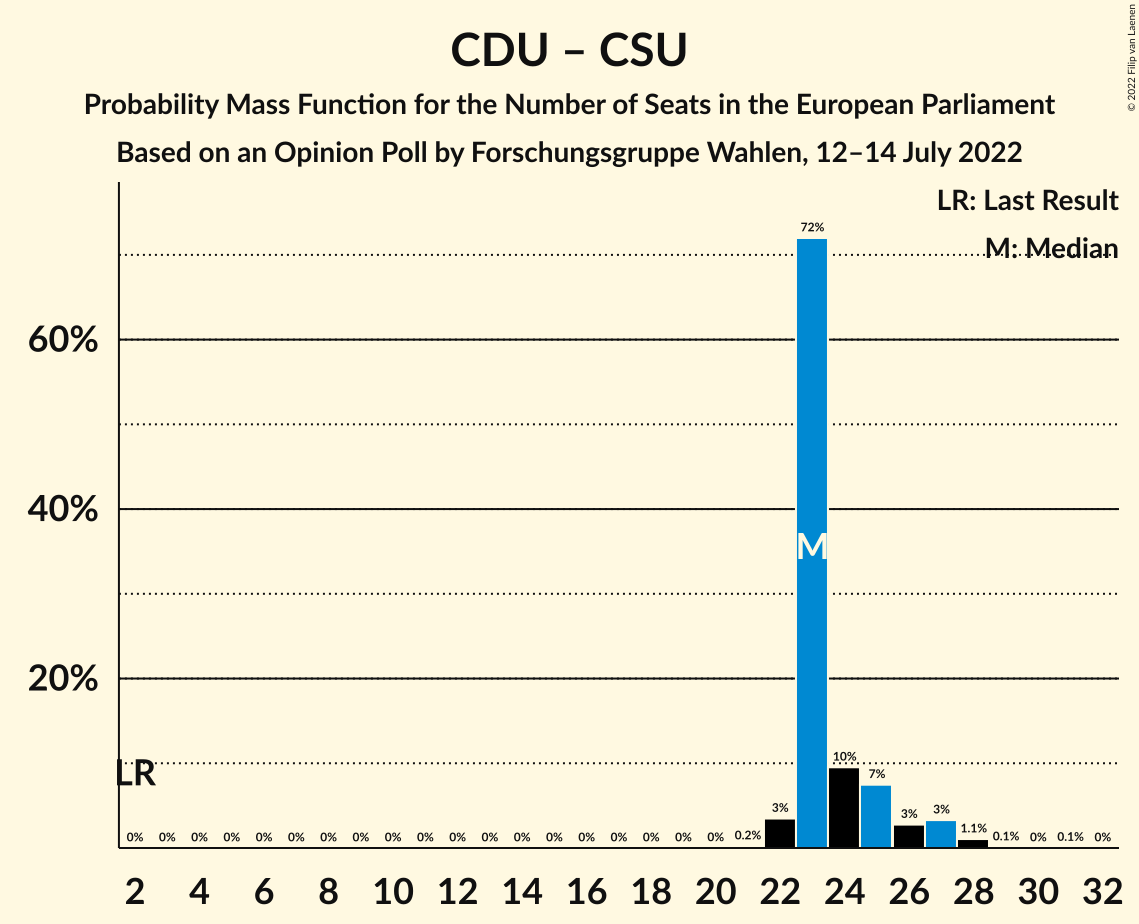 CDU – CSU
Probability Mass Function for the Number of Seats in the European Parliament
Based on an Opinion Poll by Forschungsgruppe Wahlen, 12–14 July 2022
© 2022 Filip van Laenen
LR: Last Result
M: Median
60%
40%
20%
LR
M
0% 0% 0% 0% 0% 0% 0% 0% 0% 0% 0% 0% 0% 0% 0% 0% 0% 0% 0% 0.2% 3% 72% 10% 7% 3% 3% 1.1% 0.1% 0% 0.1% 0%
2 4 6 8 10 12 14 16 18 20 22 24 26 28 30 32